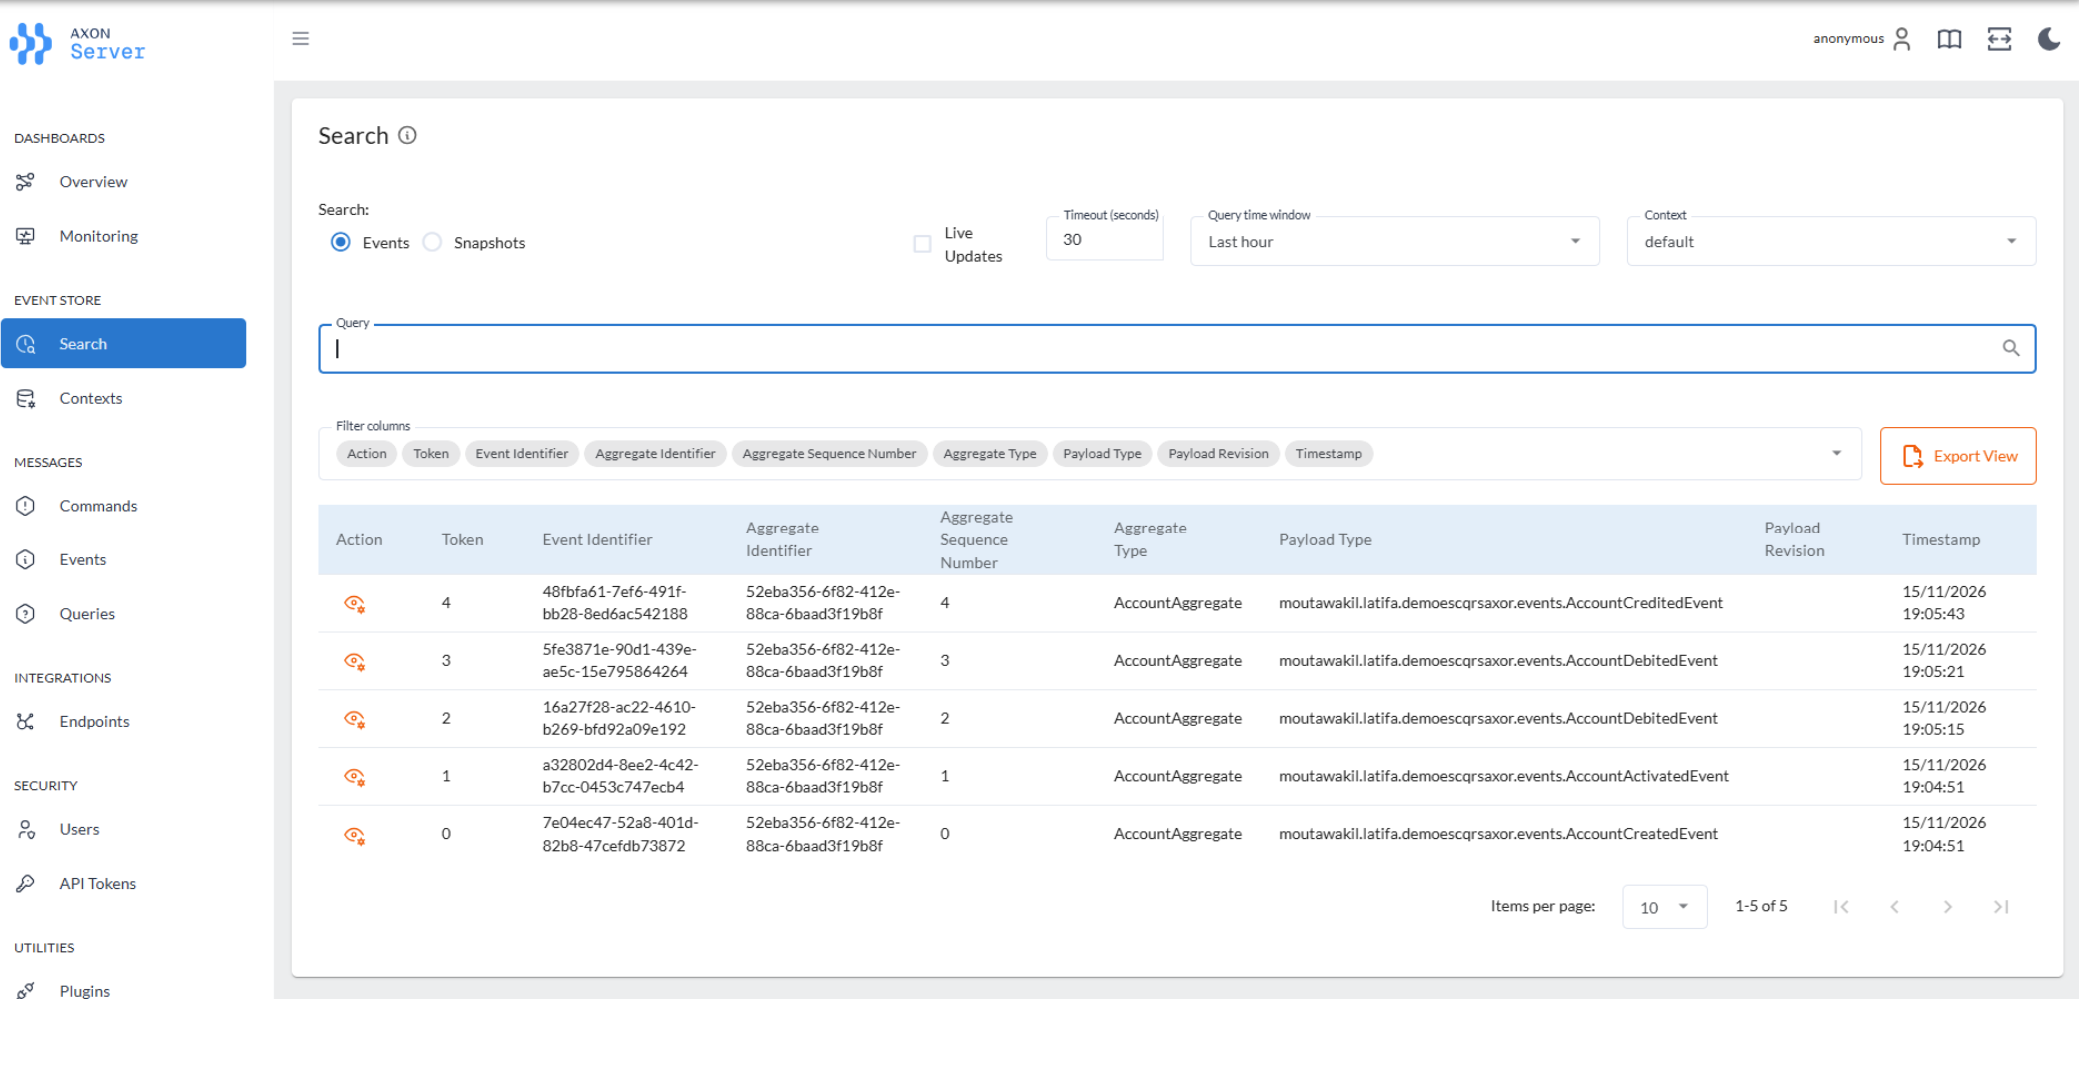 AXON
Server
anonymous
DASHBOARDS
Overview
Monitoring
EVENT STORE
Search
Contexts
MESSAGES
Commands
Events
Queries
INTEGRATIONS
Endpoints
SECURITY
Users
API Tokens
UTILITIES
Plugins
Search
Search:
Events
Snapshots
Live
Updates
Timeout (seconds)
30
Query time window
Last hour
Context
default
Query
Filter columns
Action Token Event Identifier Aggregate Identifier Aggregate Sequence Number Aggregate Type Payload Type Payload Revision Timestamp
Export View
Action Token Event Identifier Aggregate Identifier Aggregate Sequence Number Aggregate Type Payload Type Payload Revision Timestamp
4 48fbfa61-7ef6-491f-bb28-8ed6ac542188 52eba356-6f82-412e-88ca-6baad3f19b8f 4 AccountAggregate moutawakil.latifa.demoescqrsaxor.events.AccountCreditedEvent 15/11/2026 19:05:43
3 5fe3871e-90d1-439e-ae5c-15e795864264 52eba356-6f82-412e-88ca-6baad3f19b8f 3 AccountAggregate moutawakil.latifa.demoescqrsaxor.events.AccountDebitedEvent 15/11/2026 19:05:21
2 16a27f28-ac22-4610-b269-bfd92a09e192 52eba356-6f82-412e-88ca-6baad3f19b8f 2 AccountAggregate moutawakil.latifa.demoescqrsaxor.events.AccountDebitedEvent 15/11/2026 19:05:15
1 a32802d4-8ee2-4c42-b7cc-0453c747ecb4 52eba356-6f82-412e-88ca-6baad3f19b8f 1 AccountAggregate moutawakil.latifa.demoescqrsaxor.events.AccountActivatedEvent 15/11/2026 19:04:51
0 7e04ec47-52a8-401d-82b8-47cefdb73872 52eba356-6f82-412e-88ca-6baad3f19b8f 0 AccountAggregate moutawakil.latifa.demoescqrsaxor.events.AccountCreatedEvent 15/11/2026 19:04:51
Items per page: 10 1-5 of 5